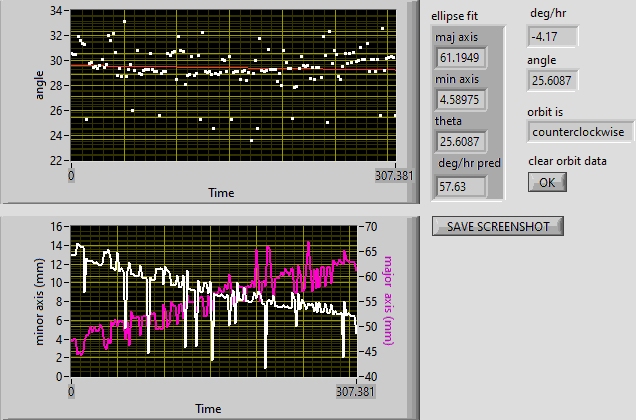 34
32
30
28
26
24
22
angle
0
307.381
Time
ellipse fit
maj axis
61.1949
min axis
4.58975
theta
25.6087
deg/hr pred
57.63
deg/hr
-4.17
angle
25.6087
orbit is
counterclockwise
clear orbit data
OK
SAVE SCREENSHOT
16
14
12
10
8
6
4
2
0
minor axis (mm)
70
65
60
55
50
45
40
major axis (mm)
0
307.381
Time